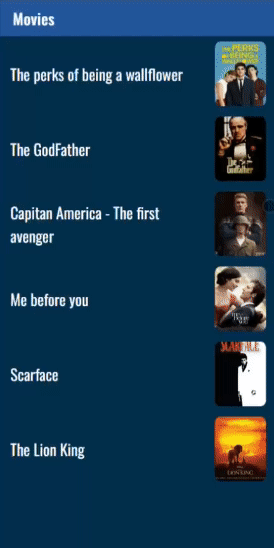 Movies
The perks of being a wallflower
the PERKS
of BEING a
WALLFLOWER
The GodFather
The
Godfather
Capitan America - The first
avenger
Me before you
Scarface
SCARFACE
The Lion King
LION KING